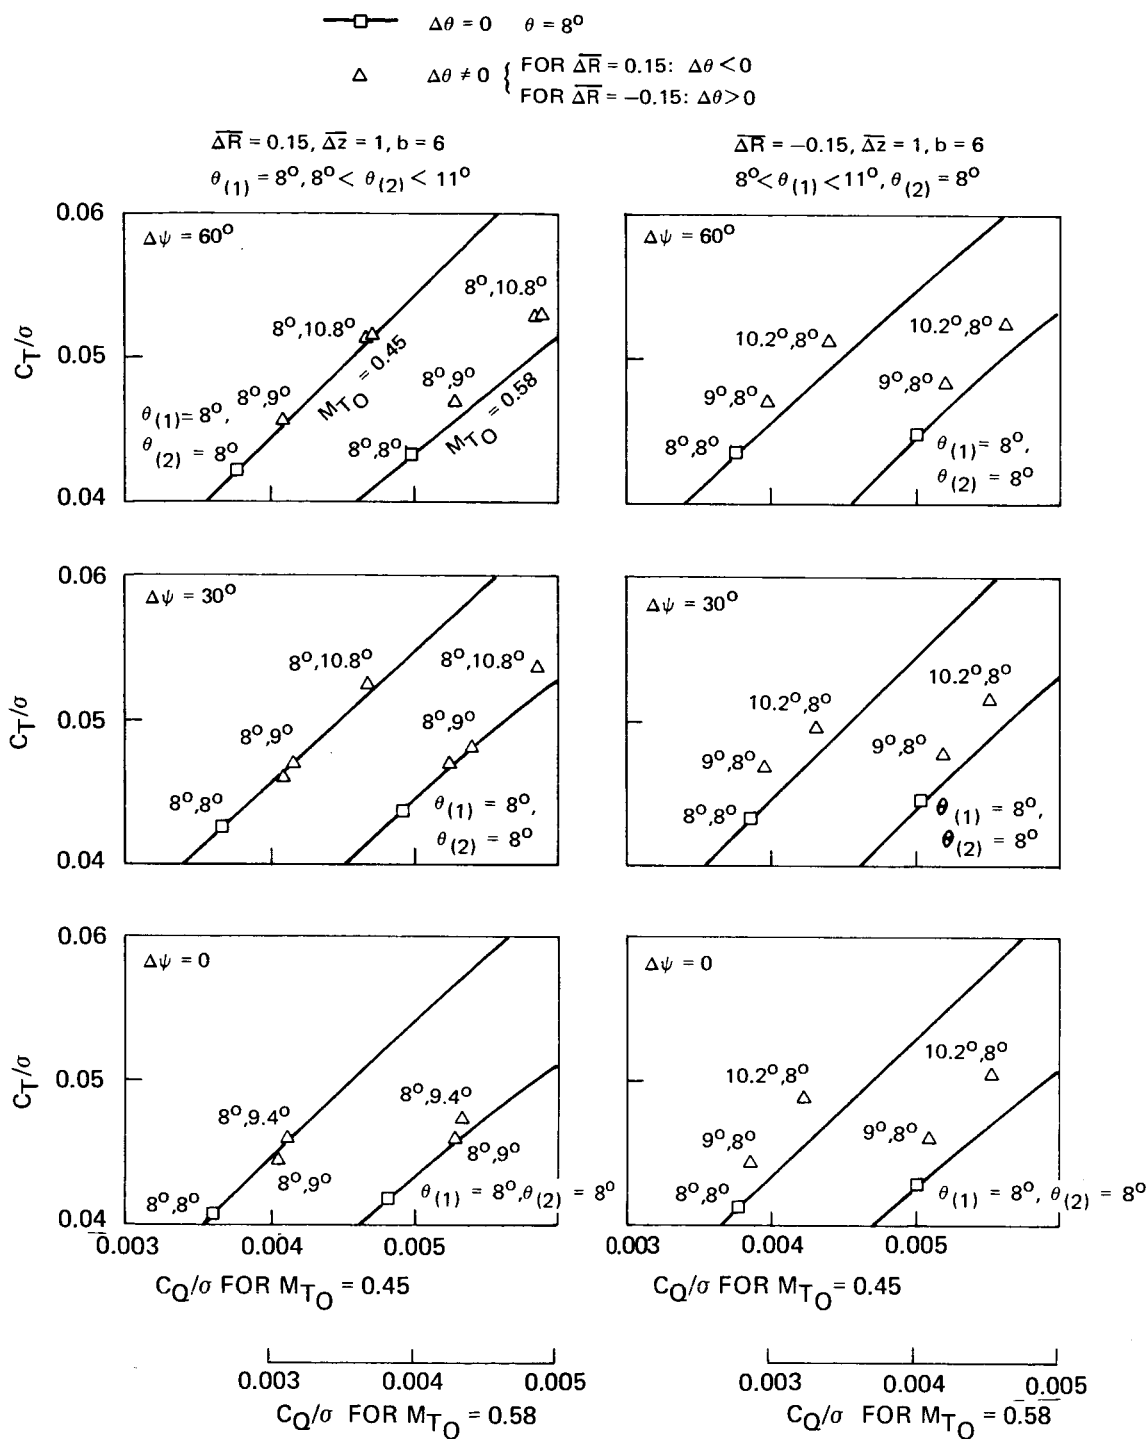 Δθ = 0 θ = 8°
Δθ ≠ 0 { FOR ΔR̅ = 0.15: Δθ < 0
FOR ΔR̅ = −0.15: Δθ > 0
ΔR̅ = 0.15, Δz̅ = 1, b = 6
θ(1) = 8°, 8° < θ(2) < 11°
ΔR̅ = −0.15, Δz̅ = 1, b = 6
8° < θ(1) < 11°, θ(2) = 8°
0.06
0.05
0.04
C_T/σ
Δψ = 60°
8°,10.8°
8°,10.8°
M_TO = 0.45
8°,9°
8°,9°
M_TO = 0.58
θ(1) = 8°,
θ(2) = 8°
8°,8°
Δψ = 60°
10.2°,8°
10.2°,8°
9°,8°
9°,8°
8°,8°
θ(1) = 8°,
θ(2) = 8°
0.06
0.05
0.04
C_T/σ
Δψ = 30°
8°,10.8°
8°,10.8°
8°,9°
8°,9°
8°,8°
θ(1) = 8°,
θ(2) = 8°
Δψ = 30°
10.2°,8°
10.2°,8°
9°,8°
9°,8°
8°,8°
θ(1) = 8°,
θ(2) = 8°
0.06
0.05
0.04
C_T/σ
Δψ = 0
8°,9.4°
8°,9.4°
8°,9°
8°,9°
8°,8°
θ(1) = 8°, θ(2) = 8°
Δψ = 0
10.2°,8°
10.2°,8°
9°,8°
9°,8°
8°,8°
θ(1) = 8°, θ(2) = 8°
0.003 0.004 0.005
C_Q/σ FOR M_TO = 0.45
0.003 0.004 0.005
C_Q/σ FOR M_TO = 0.45
0.003 0.004 0.005
C_Q/σ FOR M_TO = 0.58
0.003 0.004 0.005
C_Q/σ FOR M_TO = 0.58